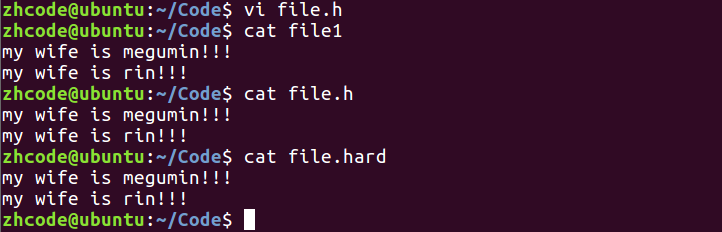 zhcode@ubuntu:~/Code$ vi file.h
zhcode@ubuntu:~/Code$ cat file1
my wife is megumin!!!
my wife is rin!!!
zhcode@ubuntu:~/Code$ cat file.h
my wife is megumin!!!
my wife is rin!!!
zhcode@ubuntu:~/Code$ cat file.hard
my wife is megumin!!!
my wife is rin!!!
zhcode@ubuntu:~/Code$